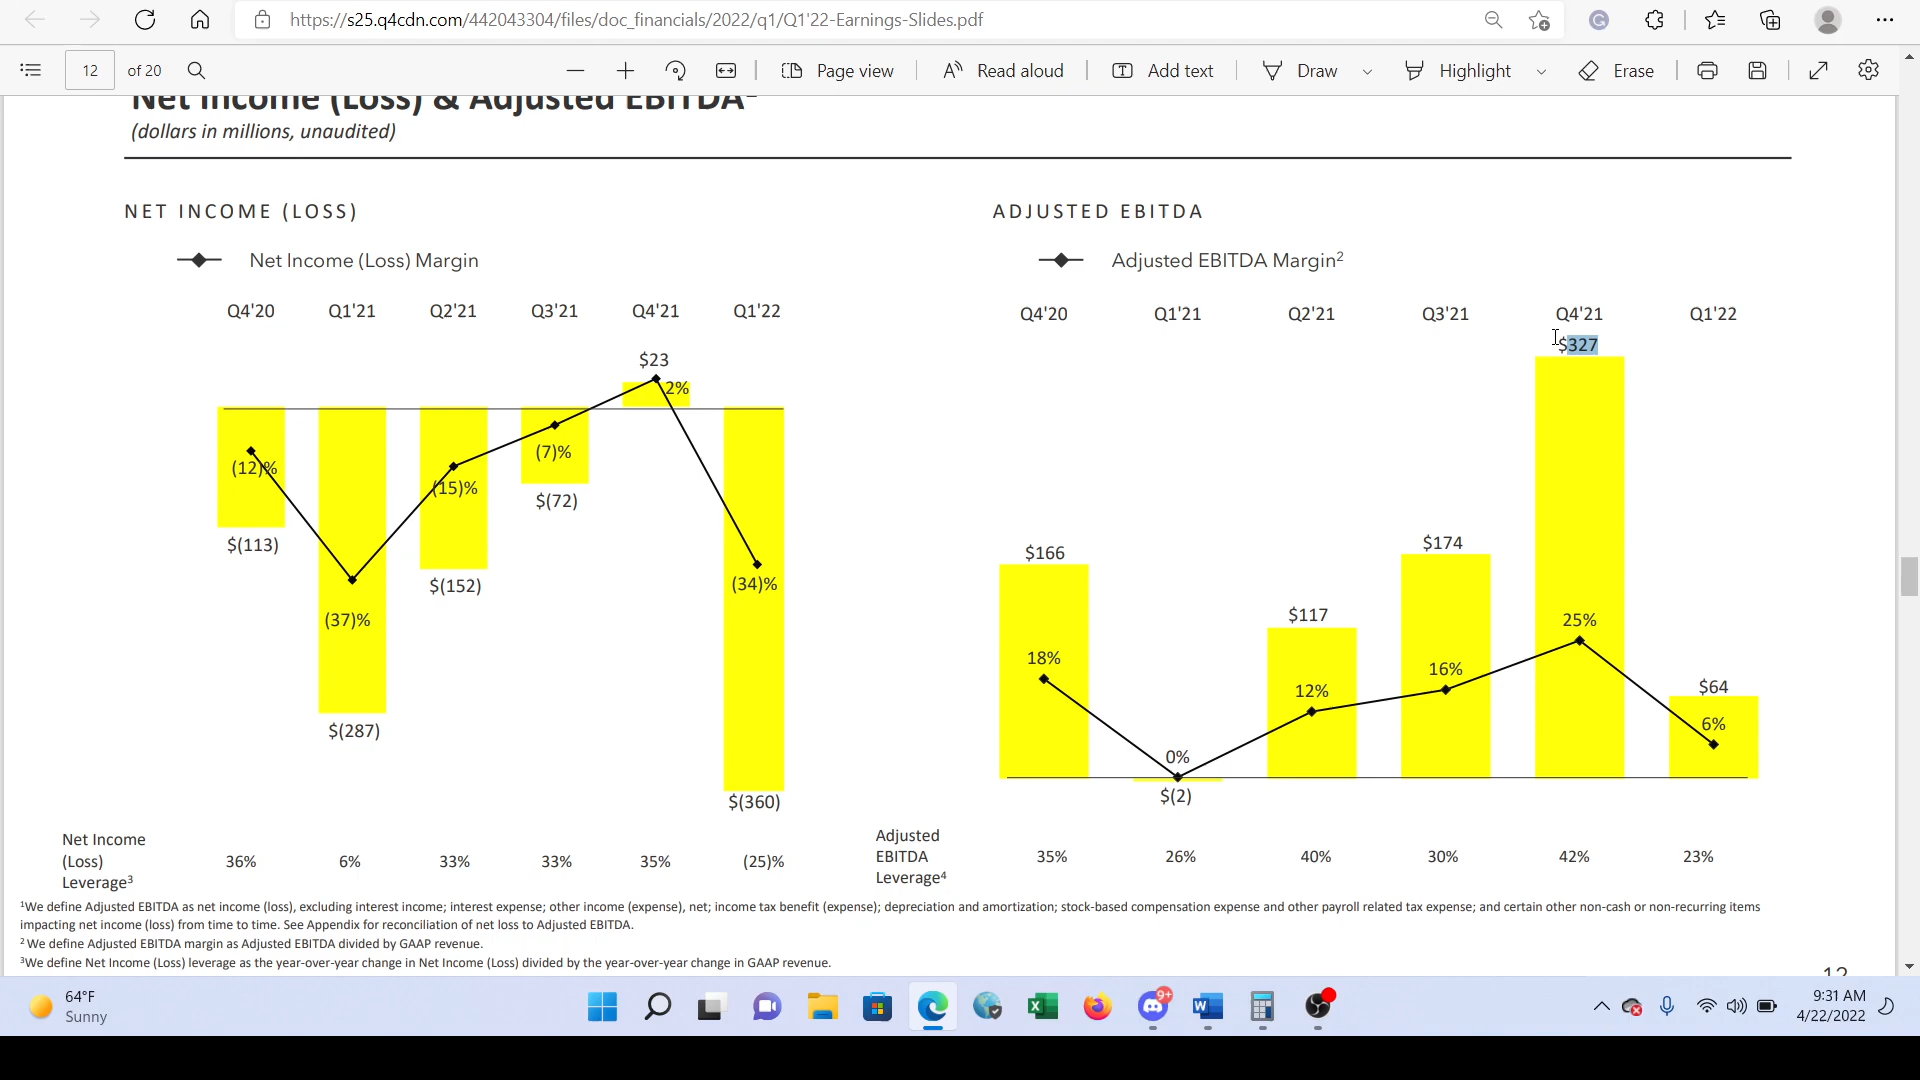 https://s25.q4cdn.com/442043304/files/doc_financials/2022/q1/Q1'22-Earnings-Slides.pdf
12 of 20
Page view
Read aloud
Add text
Draw
Highlight
Erase
Net Income (Loss) & Adjusted EBITDA¹
(dollars in millions, unaudited)
NET INCOME (LOSS)
Net Income (Loss) Margin
Q4'20 Q1'21 Q2'21 Q3'21 Q4'21 Q1'22
$23
2%
(12)%
(7)%
(15)%
$(72)
$(113)
$(152)
(34)%
(37)%
$(287)
$(360)
Net Income
(Loss)
Leverage³
36% 6% 33% 33% 35% (25)%
ADJUSTED EBITDA
Adjusted EBITDA Margin²
Q4'20 Q1'21 Q2'21 Q3'21 Q4'21 Q1'22
$327
$166
$174
$117
25%
18%
16%
$64
12%
6%
0%
$(2)
Adjusted
EBITDA
Leverage⁴
35% 26% 40% 30% 42% 23%
¹We define Adjusted EBITDA as net income (loss), excluding interest income; interest expense; other income (expense), net; income tax benefit (expense); depreciation and amortization; stock-based compensation expense and other payroll related tax expense; and certain other non-cash or non-recurring items
impacting net income (loss) from time to time. See Appendix for reconciliation of net loss to Adjusted EBITDA.
² We define Adjusted EBITDA margin as Adjusted EBITDA divided by GAAP revenue.
³We define Net Income (Loss) leverage as the year-over-year change in Net Income (Loss) divided by the year-over-year change in GAAP revenue.
12
64°F
Sunny
9+
9:31 AM
4/22/2022